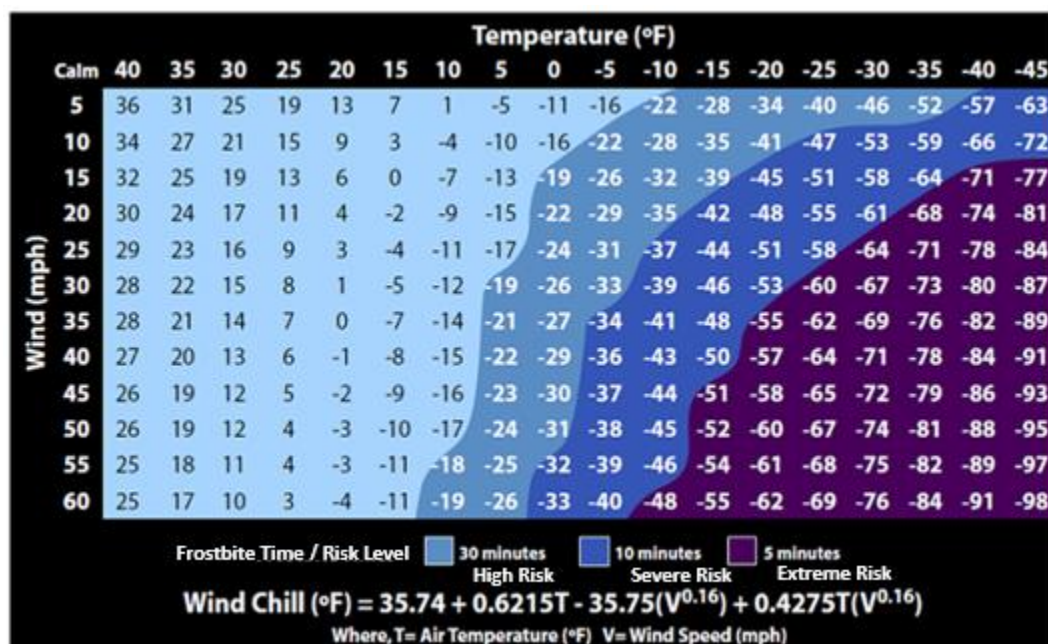 Temperature (°F)
Calm 40 35 30 25 20 15 10 5 0 -5 -10 -15 -20 -25 -30 -35 -40 -45
5 36 31 25 19 13 7 1 -5 -11 -16 -22 -28 -34 -40 -46 -52 -57 -63
10 34 27 21 15 9 3 -4 -10 -16 -22 -28 -35 -41 -47 -53 -59 -66 -72
15 32 25 19 13 6 0 -7 -13 -19 -26 -32 -39 -45 -51 -58 -64 -71 -77
20 30 24 17 11 4 -2 -9 -15 -22 -29 -35 -42 -48 -55 -61 -68 -74 -81
25 29 23 16 9 3 -4 -11 -17 -24 -31 -37 -44 -51 -58 -64 -71 -78 -84
30 28 22 15 8 1 -5 -12 -19 -26 -33 -39 -46 -53 -60 -67 -73 -80 -87
35 28 21 14 7 0 -7 -14 -21 -27 -34 -41 -48 -55 -62 -69 -76 -82 -89
40 27 20 13 6 -1 -8 -15 -22 -29 -36 -43 -50 -57 -64 -71 -78 -84 -91
45 26 19 12 5 -2 -9 -16 -23 -30 -37 -44 -51 -58 -65 -72 -79 -86 -93
50 26 19 12 4 -3 -10 -17 -24 -31 -38 -45 -52 -60 -67 -74 -81 -88 -95
55 25 18 11 4 -3 -11 -18 -25 -32 -39 -46 -54 -61 -68 -75 -82 -89 -97
60 25 17 10 3 -4 -11 -19 -26 -33 -40 -48 -55 -62 -69 -76 -84 -91 -98
Wind (mph)
Frostbite Time / Risk Level 30 minutes 10 minutes 5 minutes
High Risk Severe Risk Extreme Risk
Wind Chill (°F) = 35.74 + 0.6215T - 35.75(V^0.16) + 0.4275T(V^0.16)
Where, T= Air Temperature (°F) V= Wind Speed (mph)